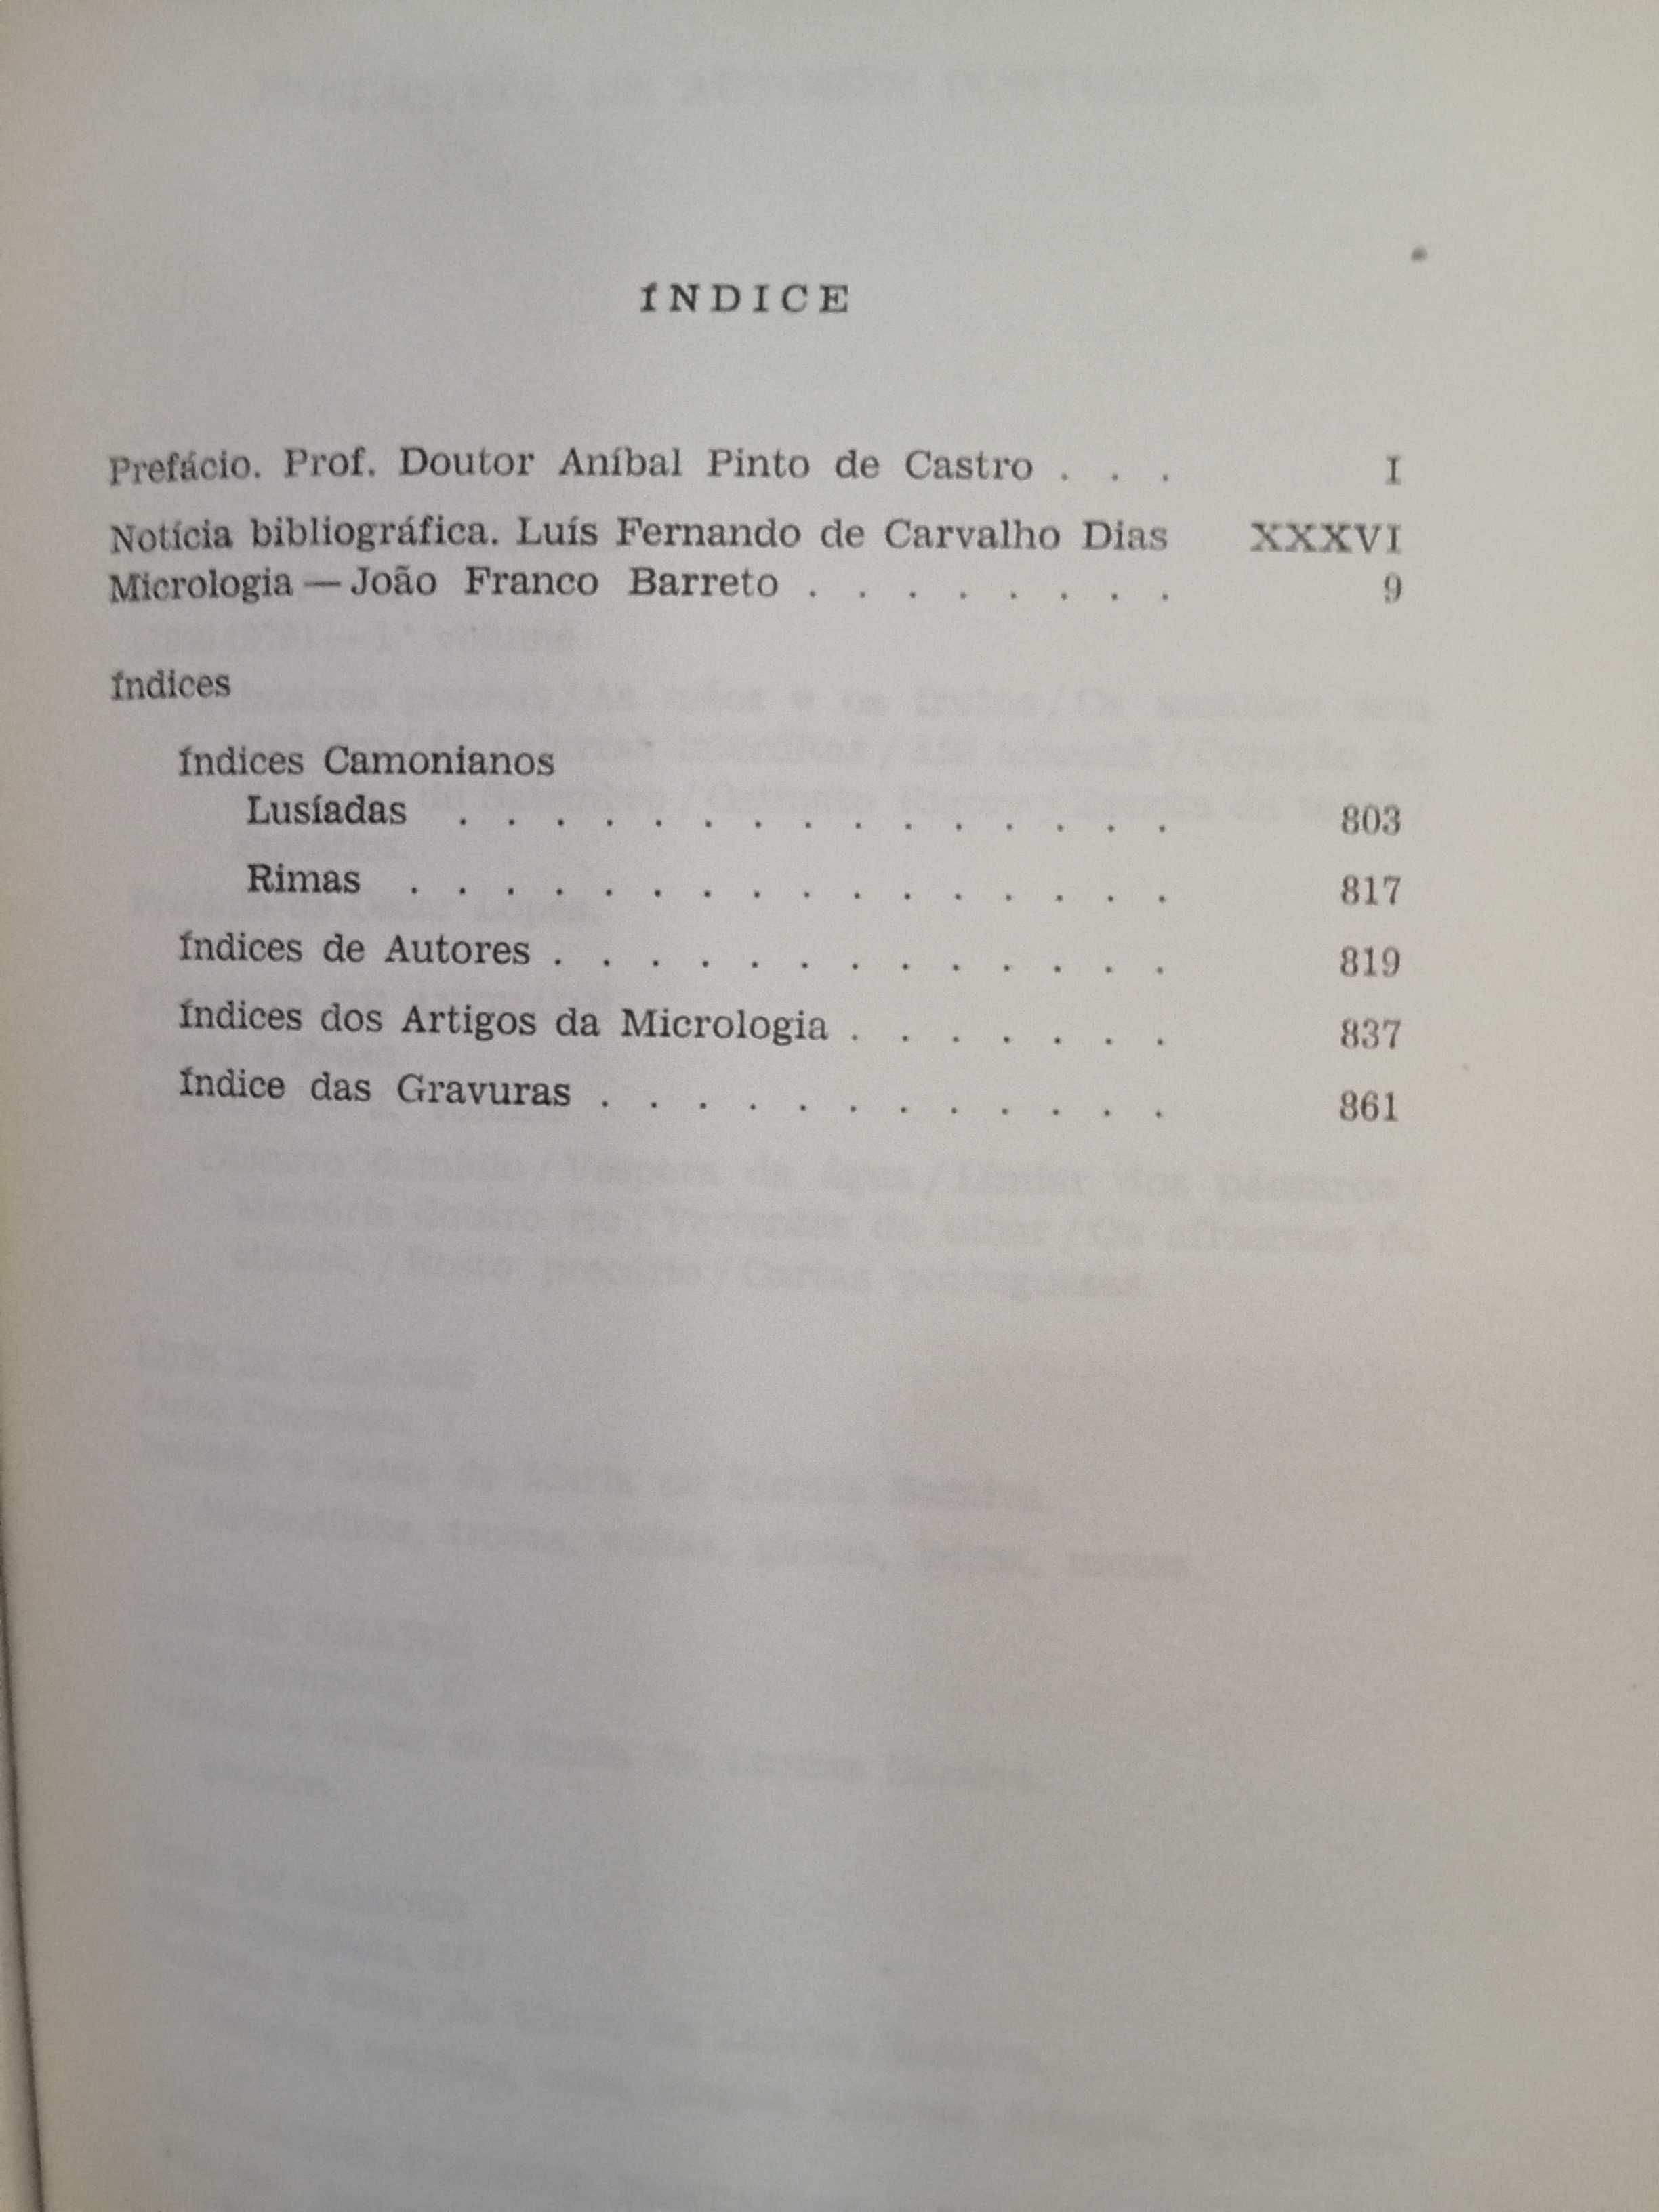 ÍNDICE
Prefácio. Prof. Doutor Aníbal Pinto de Castro . . . I
Notícia bibliográfica. Luís Fernando de Carvalho Dias XXXVI
Micrologia — João Franco Barreto . . . . . . . . 9
Índices
Índices Camonianos
Lusíadas . . . . . . . . . . . . . . . 803
Rimas . . . . . . . . . . . . . . . . 817
Índices de Autores . . . . . . . . . . . . . 819
Índices dos Artigos da Micrologia . . . . . . . 837
Índice das Gravuras . . . . . . . . . . . . 861